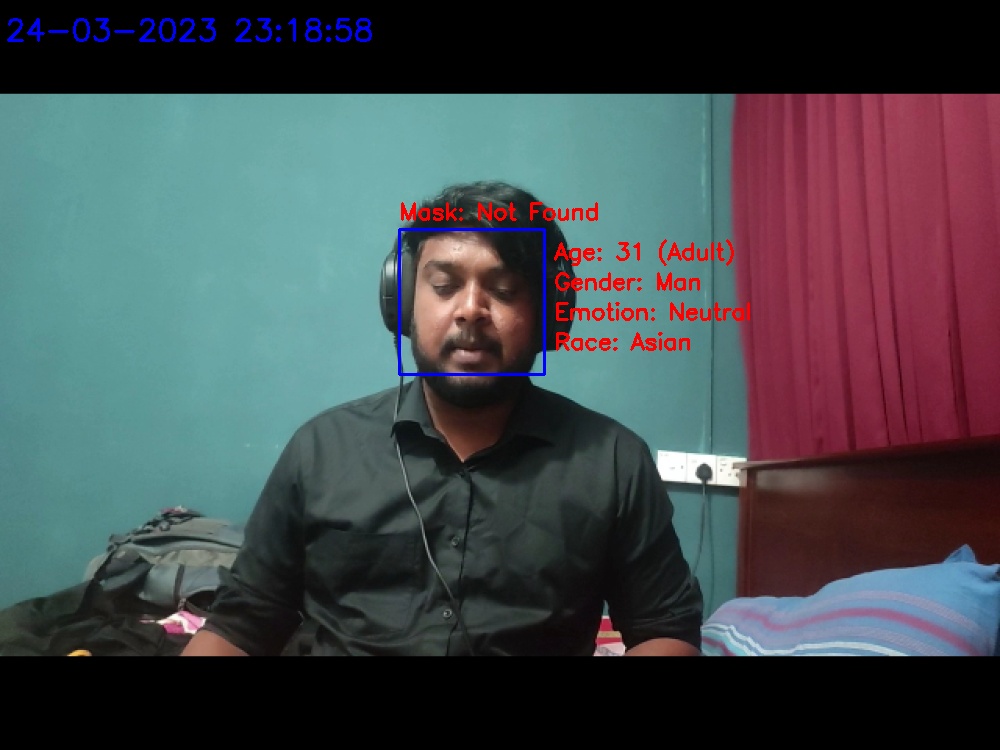 24-03-2023 23:18:58
Mask: Not Found
Age: 31 (Adult)
Gender: Man
Emotion: Neutral
Race: Asian